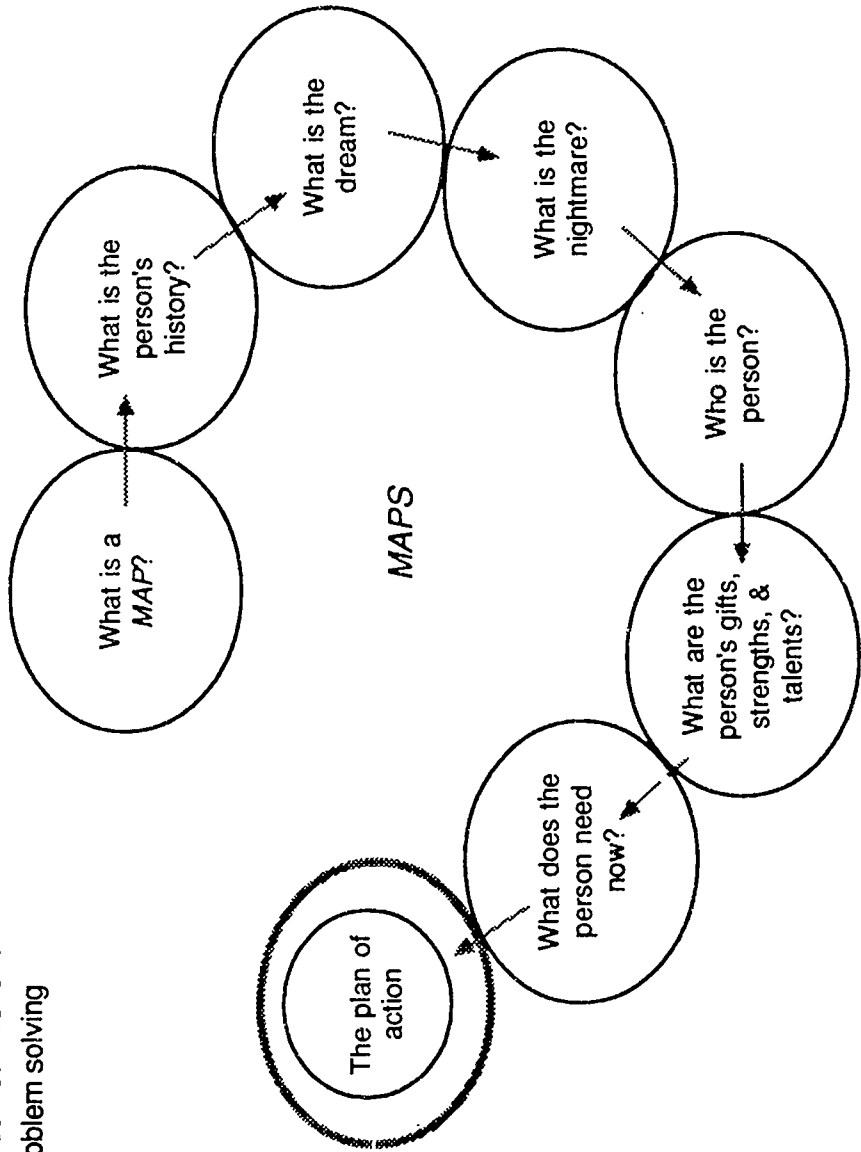 oblem solving
What is a
MAP?
What is the
person's
history?
What is the
dream?
What is the
nightmare?
Who is the
person?
What are the
person's gifts,
strengths, &
talents?
What does the
person need
now?
The plan of
action
MAPS